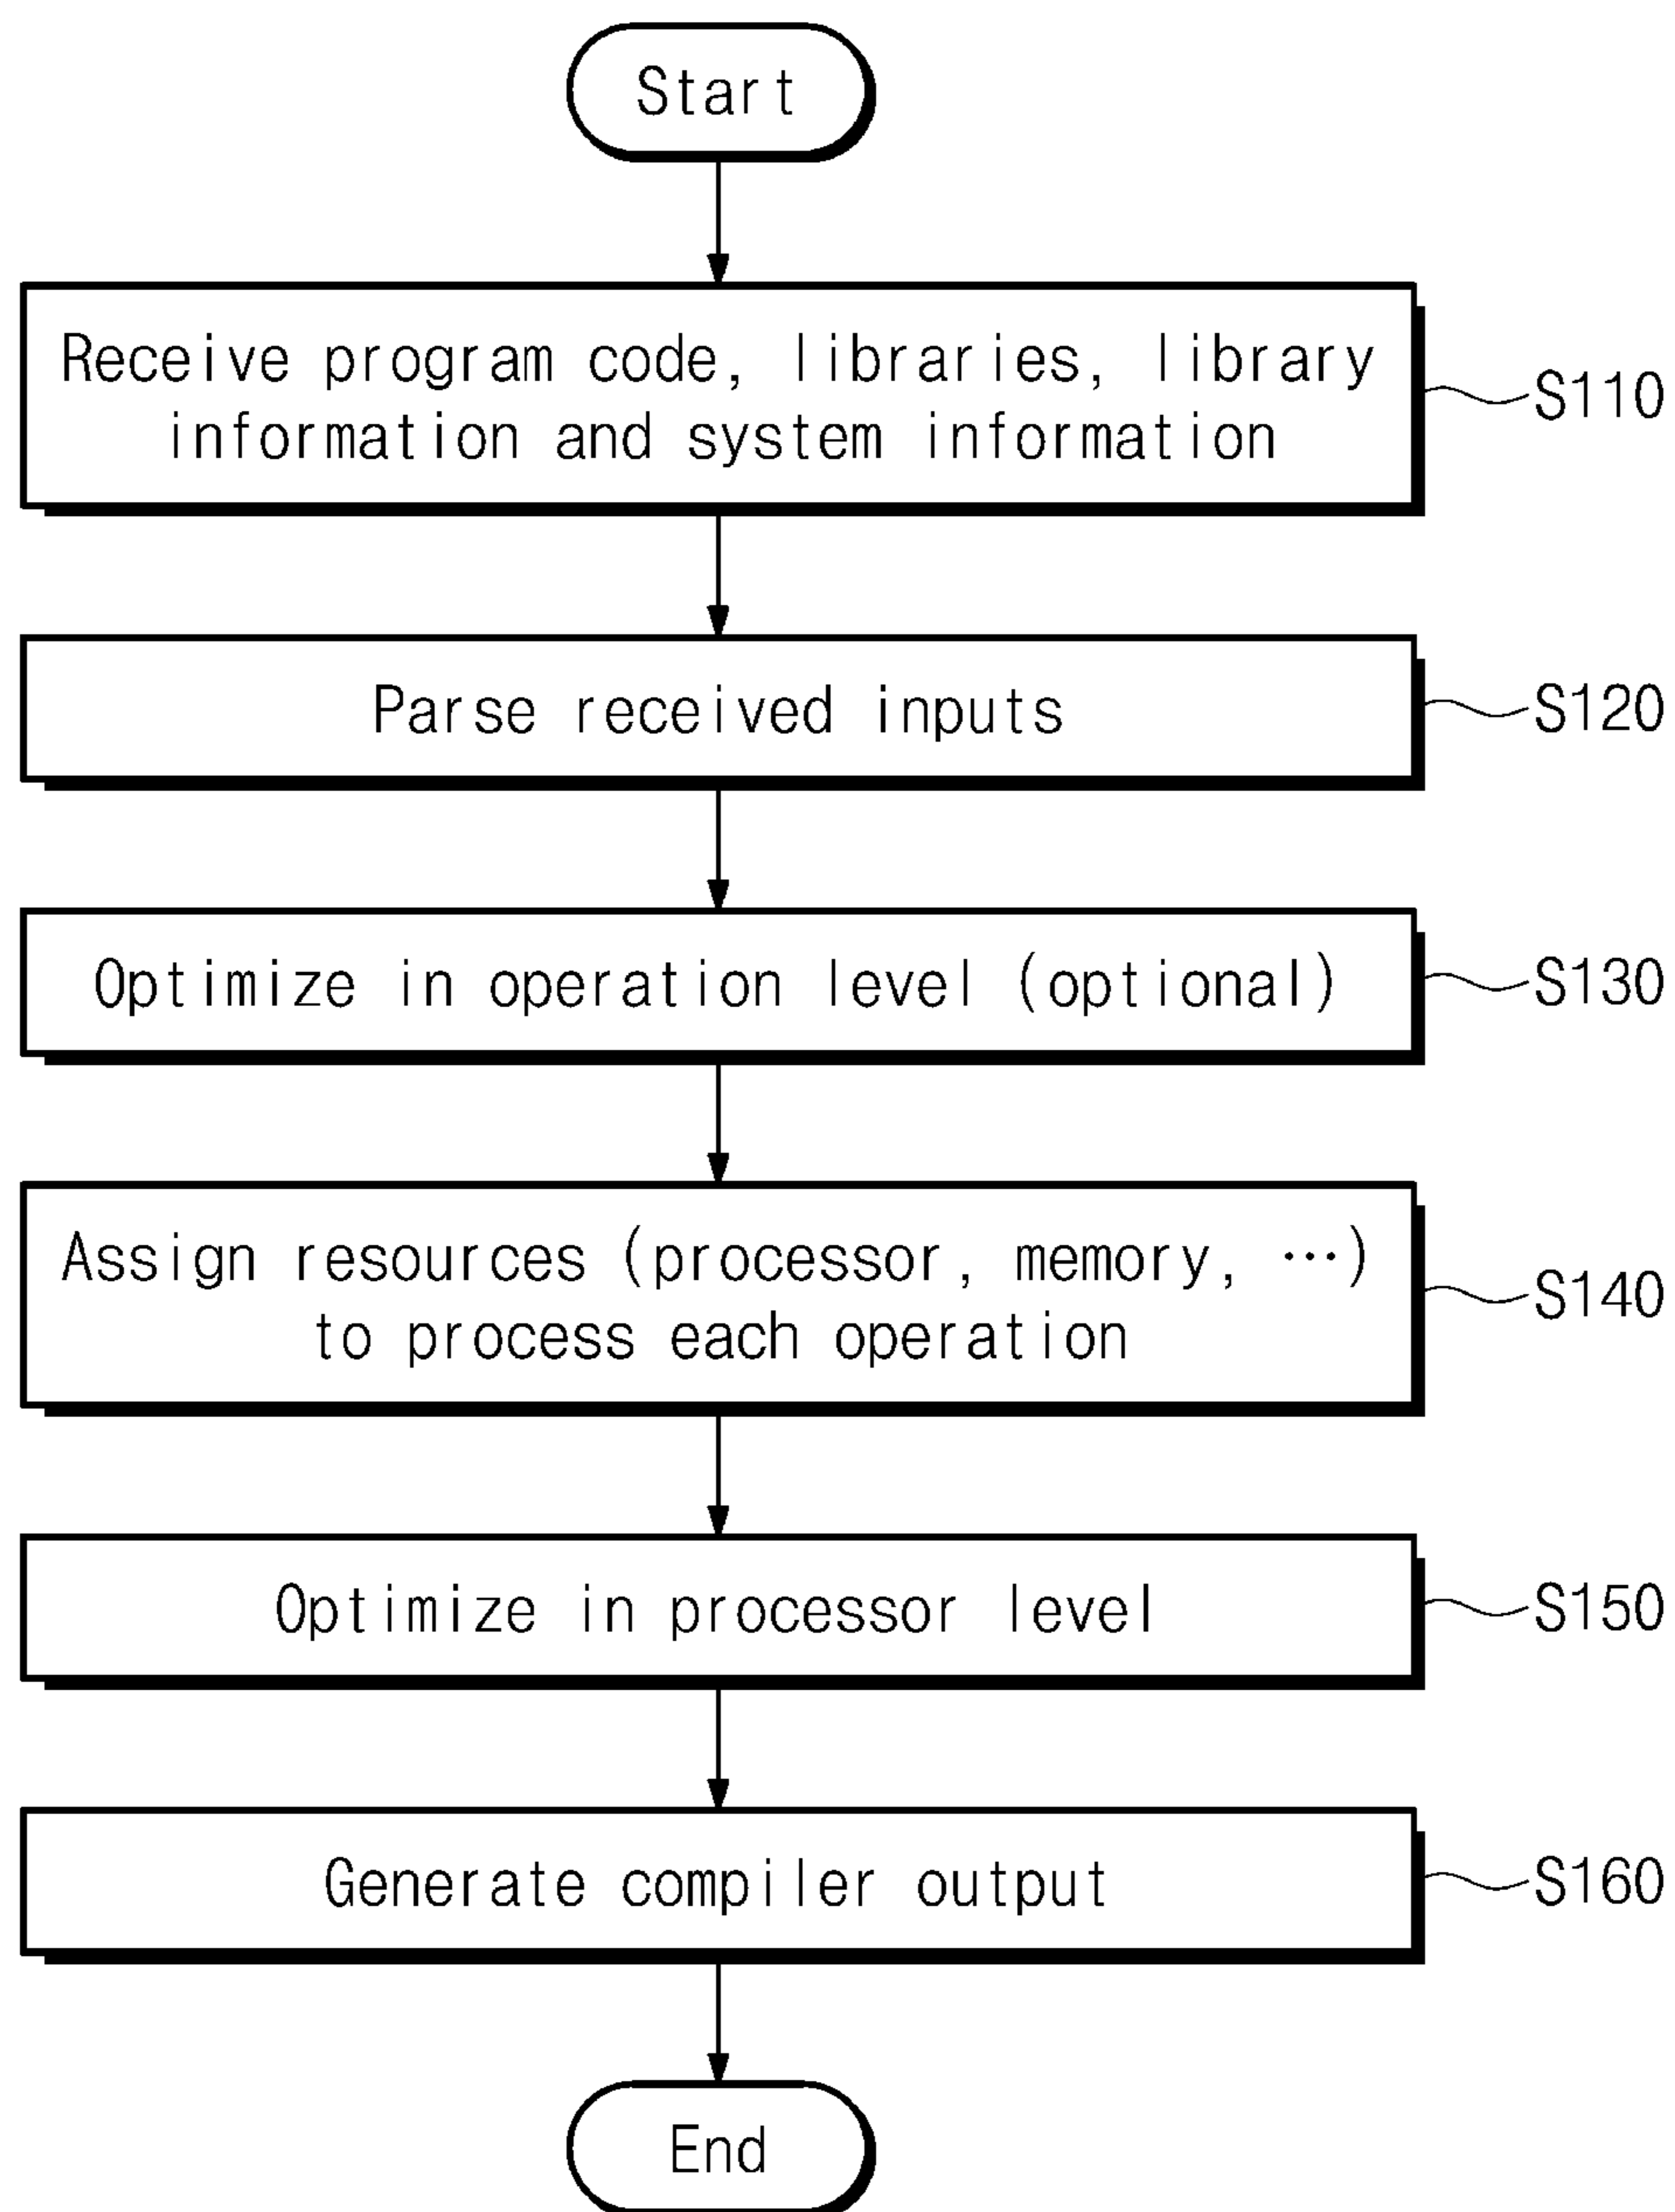 Start
Receive program code, libraries, library
information and system information
S110
Parse received inputs
S120
Optimize in operation level (optional)
S130
Assign resources (processor, memory, ⋯)
to process each operation
S140
Optimize in processor level
S150
Generate compiler output
S160
End